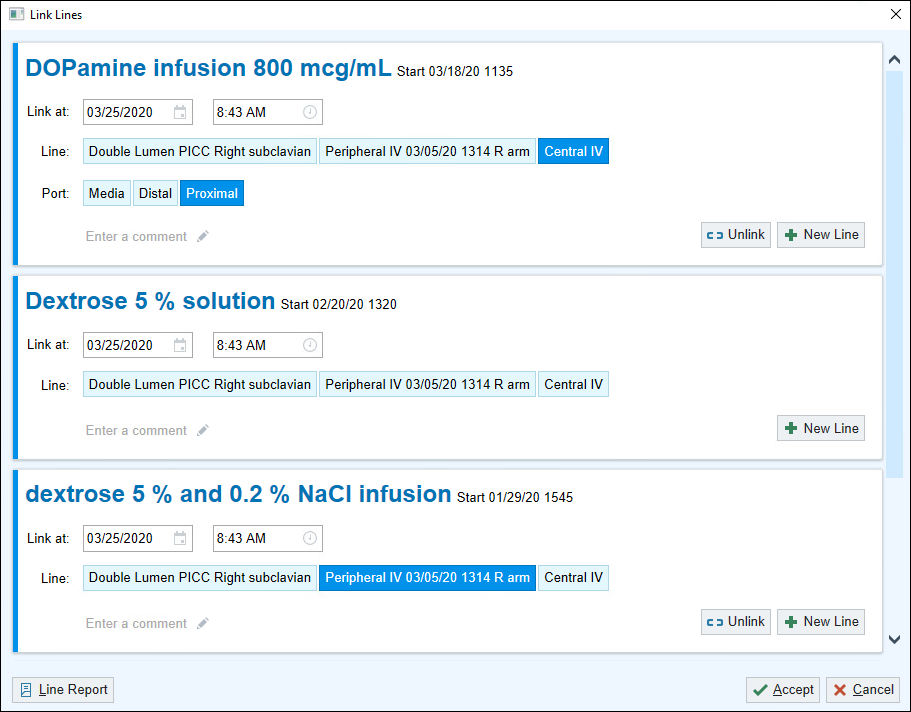 Link Lines
DOPamine infusion 800 mcg/mL Start 03/18/20 1135
Link at: 03/25/2020 8:43 AM
Line: Double Lumen PICC Right subclavian Peripheral IV 03/05/20 1314 R arm Central IV
Port: Media Distal Proximal
Enter a comment Unlink New Line
Dextrose 5 % solution Start 02/20/20 1320
Link at: 03/25/2020 8:43 AM
Line: Double Lumen PICC Right subclavian Peripheral IV 03/05/20 1314 R arm Central IV
Enter a comment New Line
dextrose 5 % and 0.2 % NaCl infusion Start 01/29/20 1545
Link at: 03/25/2020 8:43 AM
Line: Double Lumen PICC Right subclavian Peripheral IV 03/05/20 1314 R arm Central IV
Enter a comment Unlink New Line
Line Report Accept Cancel